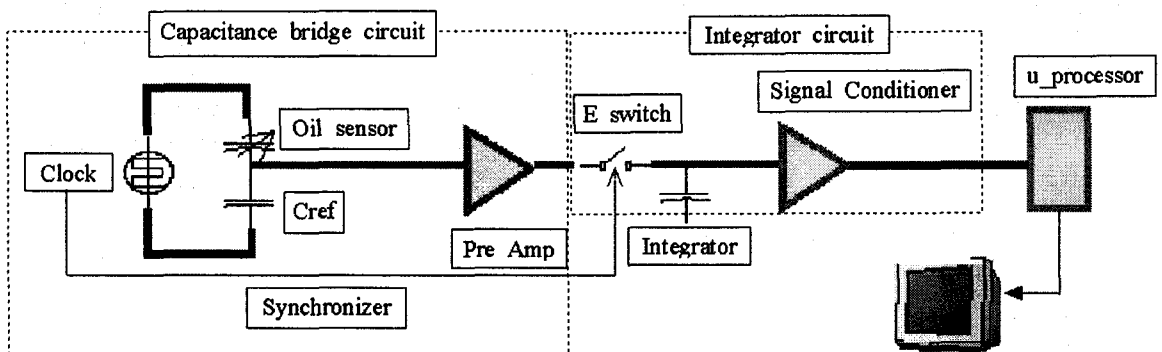 Capacitance bridge circuit
Integrator circuit
Signal Conditioner
u_processor
E switch
Oil sensor
Clock
Cref
Pre Amp
Integrator
Synchronizer